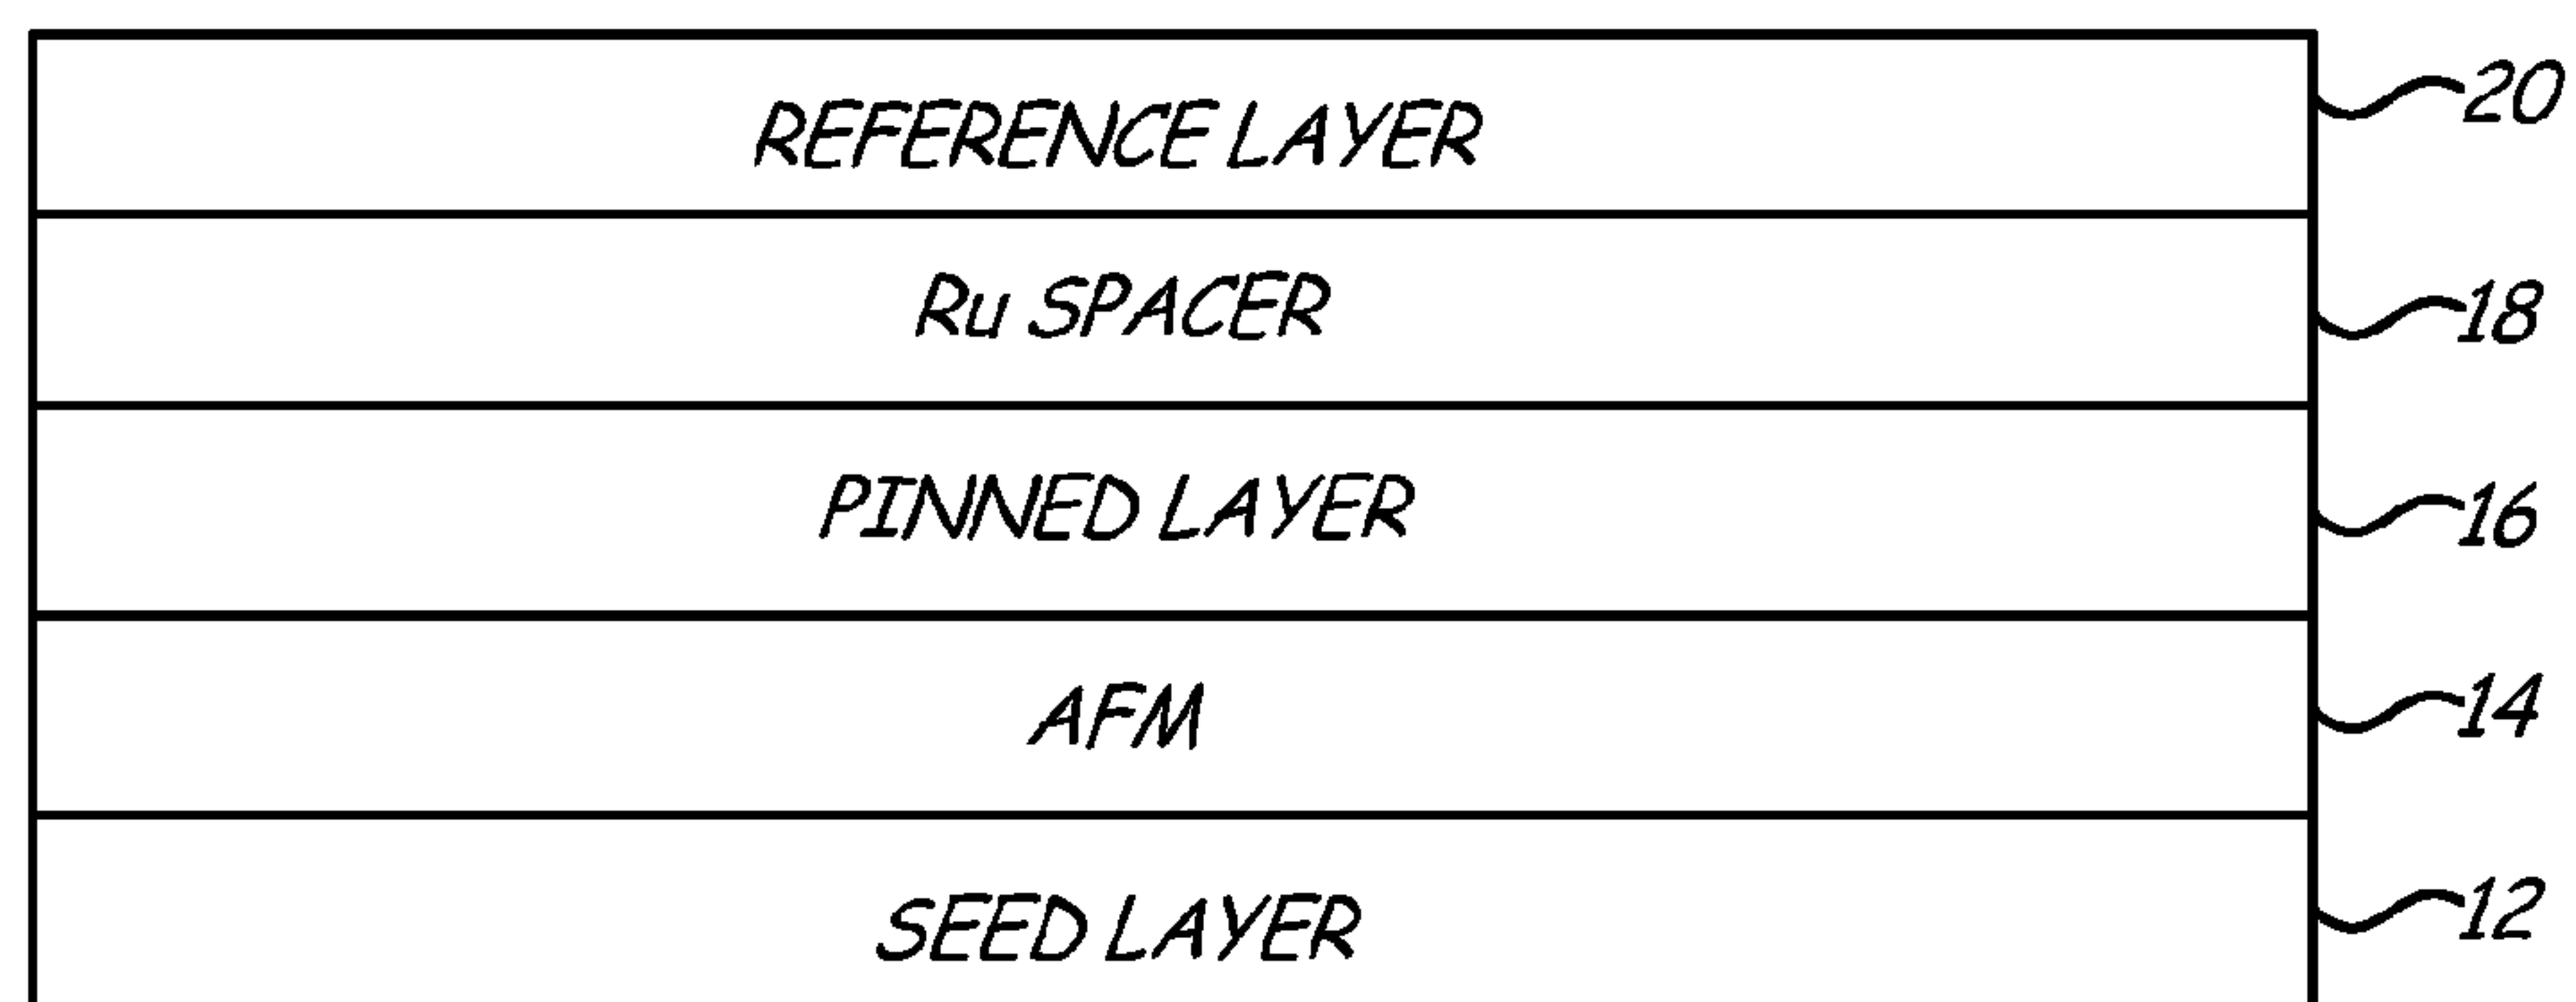 REFERENCE LAYER 20
Ru SPACER 18
PINNED LAYER 16
AFM 14
SEED LAYER 12